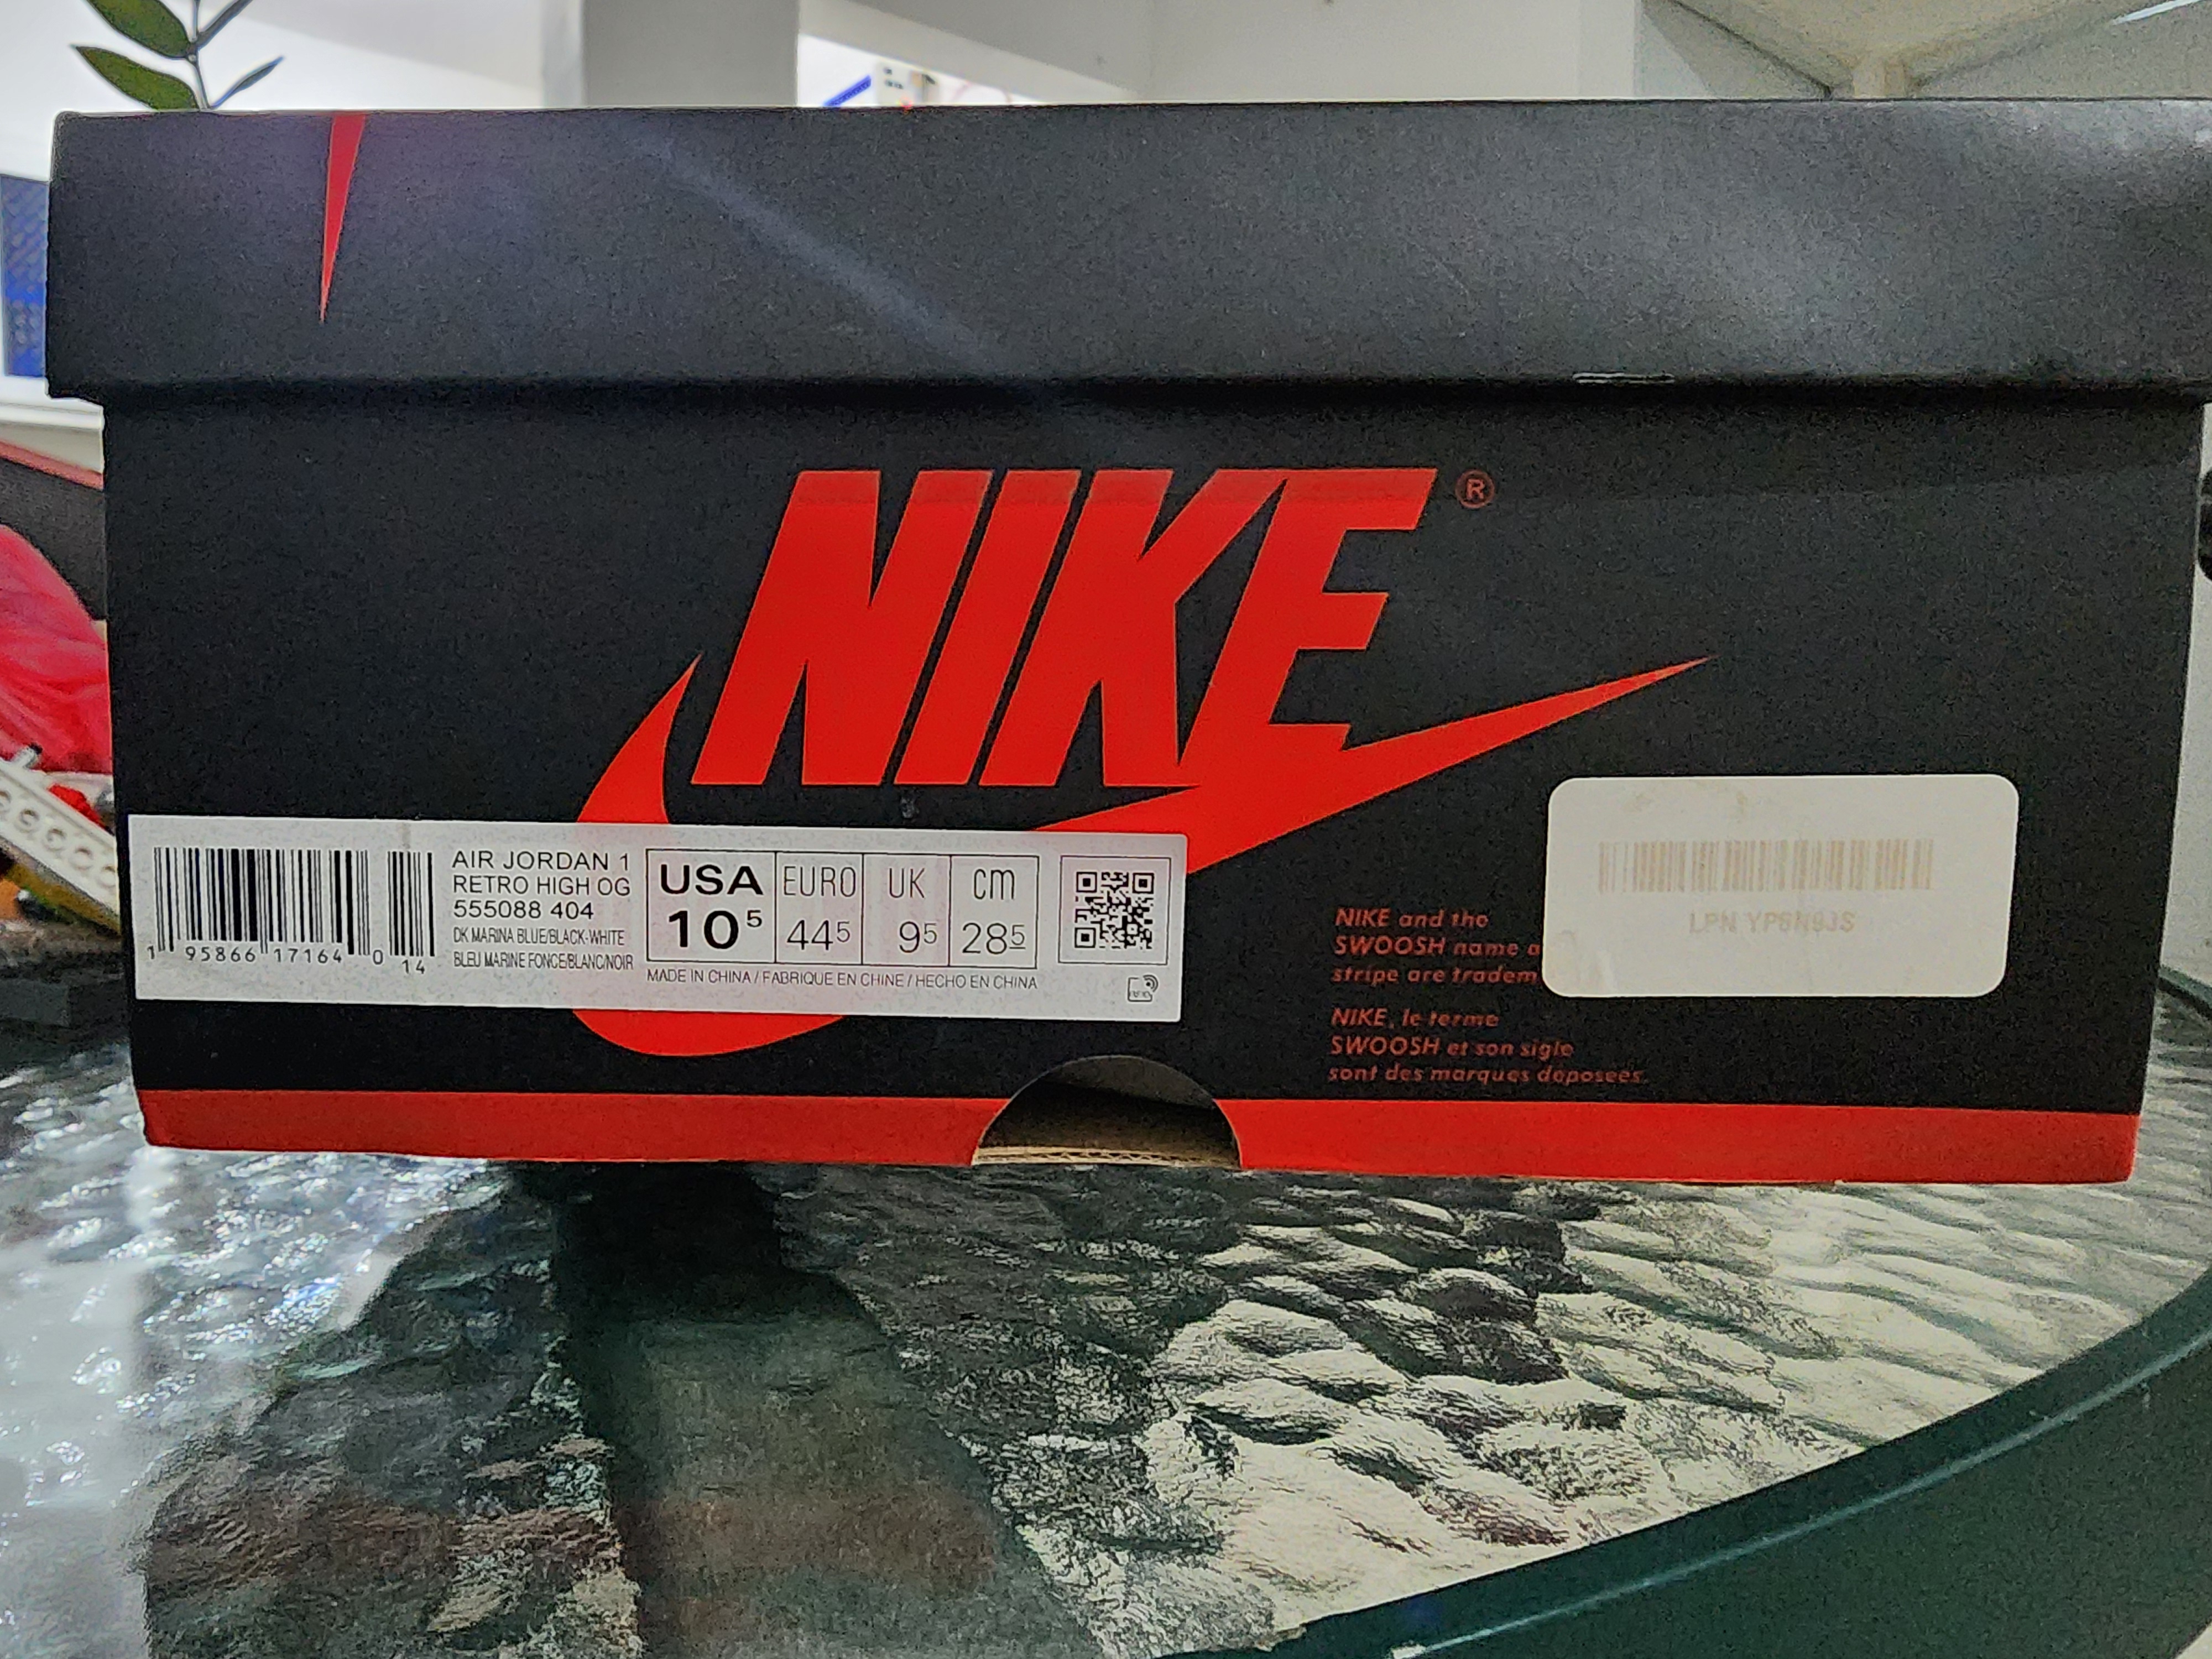 NIKE ®
AIR JORDAN 1
RETRO HIGH OG
555088 404
DK MARINA BLUE/BLACK-WHITE
BLEU MARINE FONCE/BLANC/NOIR
1 95866 17164 0 14
USA EURO UK cm
10⁵ 44⁵ 9⁵ 28⁵
MADE IN CHINA / FABRIQUE EN CHINE / HECHO EN CHINA
NIKE and the
SWOOSH name
stripe are tradem
NIKE, le terme
SWOOSH et son sigle
sont des marques deposees.
LPN